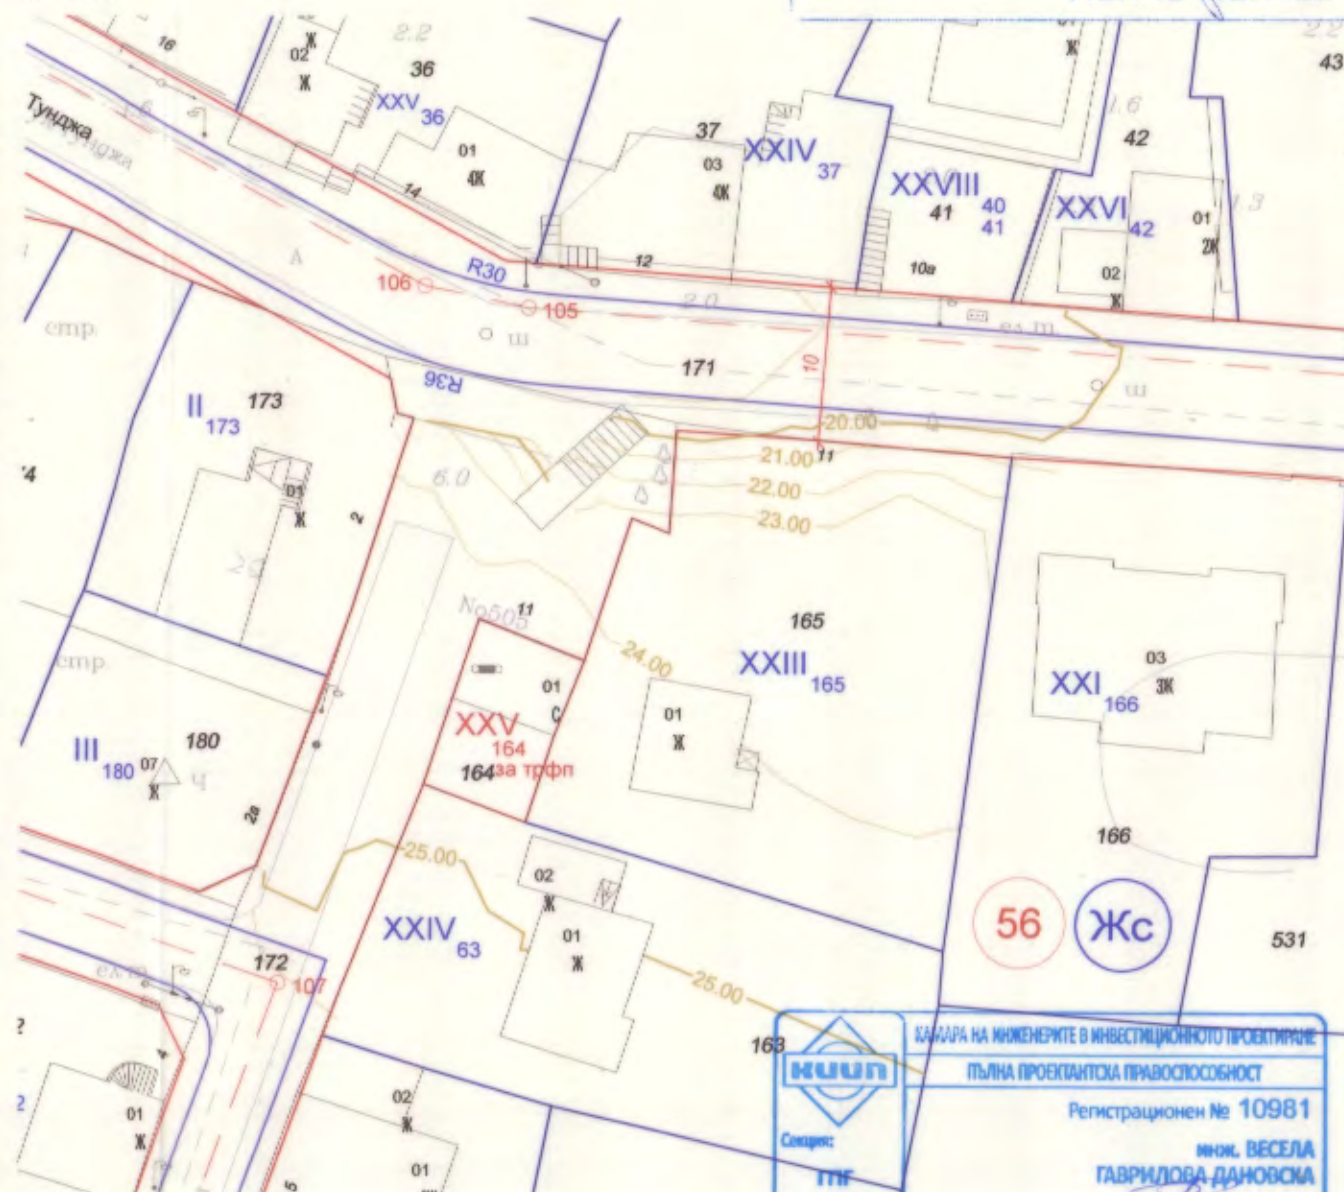 16
02
Ж
2.2
36
XXV 36
Тунджа
01
4Ж
14
37
03
4Ж
XXIV 37
XXVIII 40
41
41
10а
Ж
1.6
42
XXVI 42
01
2Ж
02
Ж
1.3
2.2
43
12
R30
106
105
2.0
ел.т.
ш
171
10
R36
ш
стр.
II 173
173
20.00
21.00
11
22.00
23.00
6.0
01
Ж
2
4
№505
11
24.00
165
XXIII 165
01
Ж
03
3Ж
XXI 166
166
стр.
01
С
XXV
164
за трфп
164
III 180
180
07
Ж
Ч
2а
25.00
02
Ж
01
Ж
XXIV 63
25.00
163
56
Жс
531
172
107
ел.т.
4
01
Ж
02
Ж
01
5
КАМАРА НА ИНЖЕНЕРИТЕ В ИНВЕСТИЦИОННОТО ПРОЕКТИРАНЕ
КИИП
ПЪЛНА ПРОЕКТАНТСКА ПРАВОСПОСОБНОСТ
Регистрационен № 10981
Секция:
инж. ВЕСЕЛА
ГАВРИЛОВА ДАНОВСКА